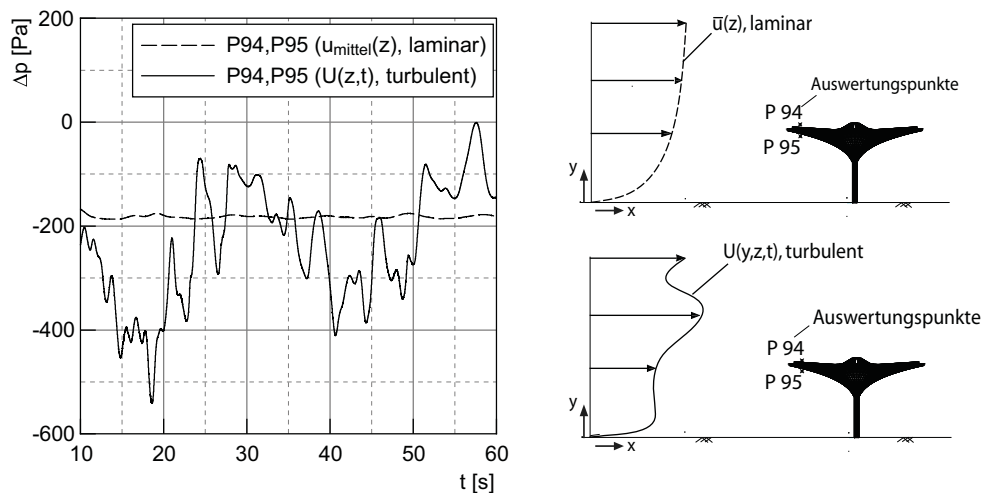 Δp [Pa]
200
0
-200
-400
-600
10
20
30
40
50
60
t [s]
P94,P95 (u_mittel(z), laminar)
P94,P95 (U(z,t), turbulent)
u̅(z), laminar
Auswertungspunkte
P 94
P 95
y
x
U(y,z,t), turbulent
Auswertungspunkte
P 94
P 95
y
x